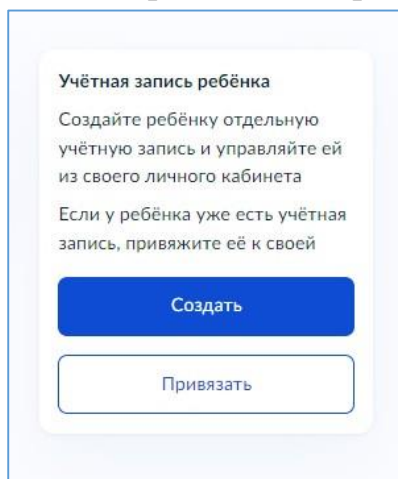 Учётная запись ребёнка
Создайте ребёнку отдельную
учётную запись и управляйте ей
из своего личного кабинета
Если у ребёнка уже есть учётная
запись, привяжите её к своей
Создать
Привязать